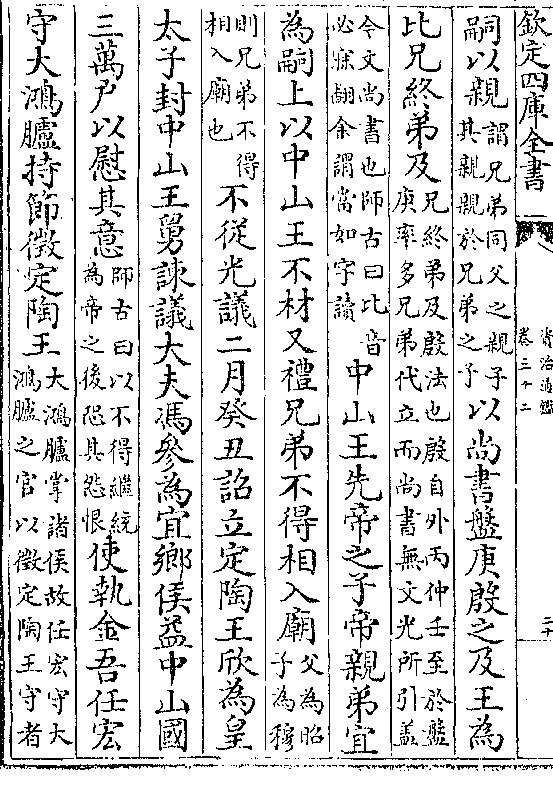 欽定四庫全書
資治通鑑
卷三十二
二十
嗣以親謂兄弟同父之親子其親親於兄弟之子以尚書盤庚殷之及王為
比兄終弟及兄終弟及殷法也殷自外丙仲壬至於盤庚率多兄弟代立而尚書無文光所引蓋
今文尚書也師古曰比音必寐翻余謂當如字讀中山王先帝之子帝親弟宜
為嗣上以中山王不材又禮兄弟不得相入廟父為昭子為穆
則兄弟不得相入廟也不從光議二月癸丑詔立定陶王欣為皇
太子封中山王舅諫議大夫馮參為宜鄉侯益中山國
三萬戶以慰其意師古曰以不得繼統為帝之後恐其怨恨使執金吾任宏
守大鴻臚持節徵定陶王大鴻臚掌諸侯故任宏守大鴻臚之官以徵定陶王守者